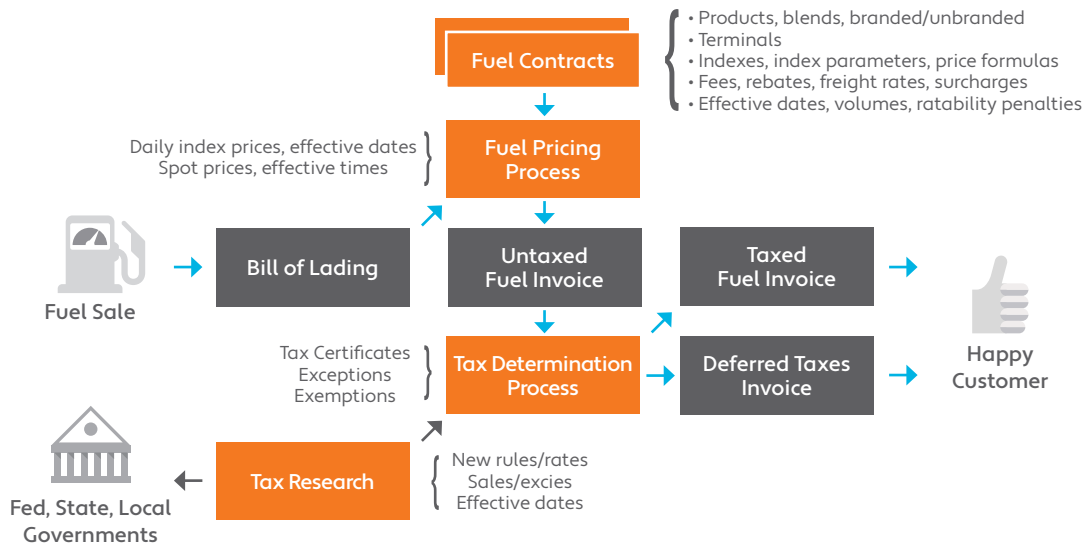 Fuel Contracts
• Products, blends, branded/unbranded
• Terminals
• Indexes, index parameters, price formulas
• Fees, rebates, freight rates, surcharges
• Effective dates, volumes, ratability penalties
Daily index prices, effective dates
Spot prices, effective times
Fuel Pricing
Process
Fuel Sale
Bill of Lading
Untaxed
Fuel Invoice
Taxed
Fuel Invoice
Happy
Customer
Tax Certificates
Exceptions
Exemptions
Tax Determination
Process
Deferred Taxes
Invoice
Fed, State, Local
Governments
Tax Research
New rules/rates
Sales/excies
Effective dates